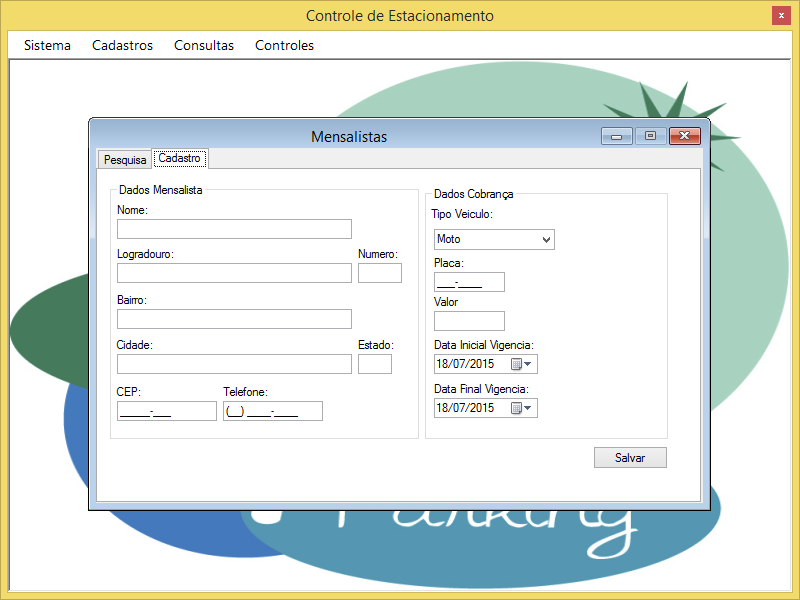 Controle de Estacionamento
Sistema Cadastros Consultas Controles
Mensalistas
Pesquisa Cadastro
Dados Mensalista
Nome:
Logradouro: Numero:
Bairro:
Cidade: Estado:
CEP: Telefone:
_____-___ (__) ____-____
Dados Cobrança
Tipo Veiculo:
Moto
Placa:
___-____
Valor
Data Inicial Vigencia:
18/07/2015
Data Final Vigencia:
18/07/2015
Salvar
Parking